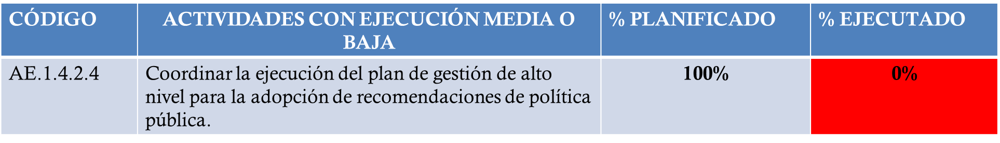 CÓDIGO
ACTIVIDADES CON EJECUCIÓN MEDIA O
BAJA
% PLANIFICADO
% EJECUTADO
AE.1.4.2.4
Coordinar la ejecución del plan de gestión de alto
nivel para la adopción de recomendaciones de política
pública.
100%
0%